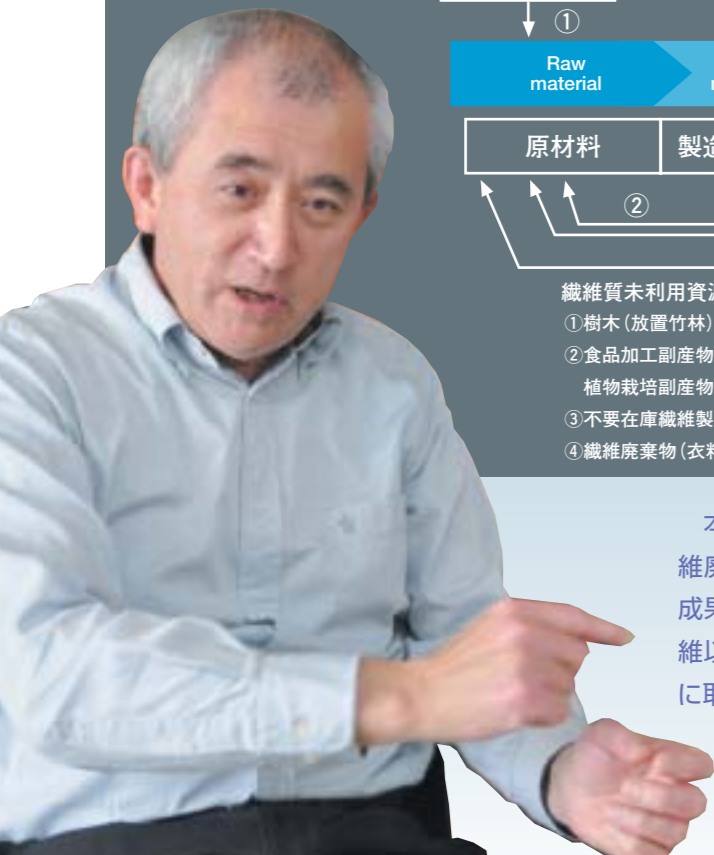 ①
Raw
material
原材料
製造
②
繊維質未利用資源
①樹木（放置竹林）
②食品加工副産物
植物栽培副産物
③不要在庫繊維製
④繊維廃棄物（衣料
維廃
成果
維以
に取